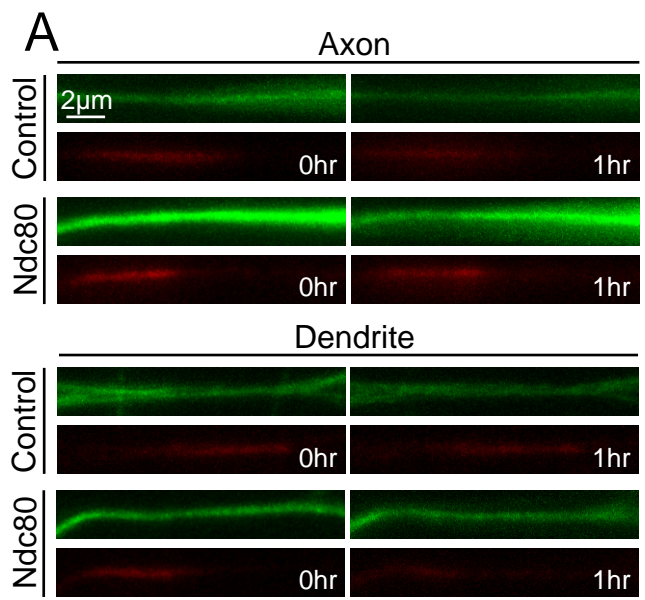 A
Axon
Control
2μm
0hr
1hr
Ndc80
0hr
1hr
Dendrite
Control
0hr
1hr
Ndc80
0hr
1hr